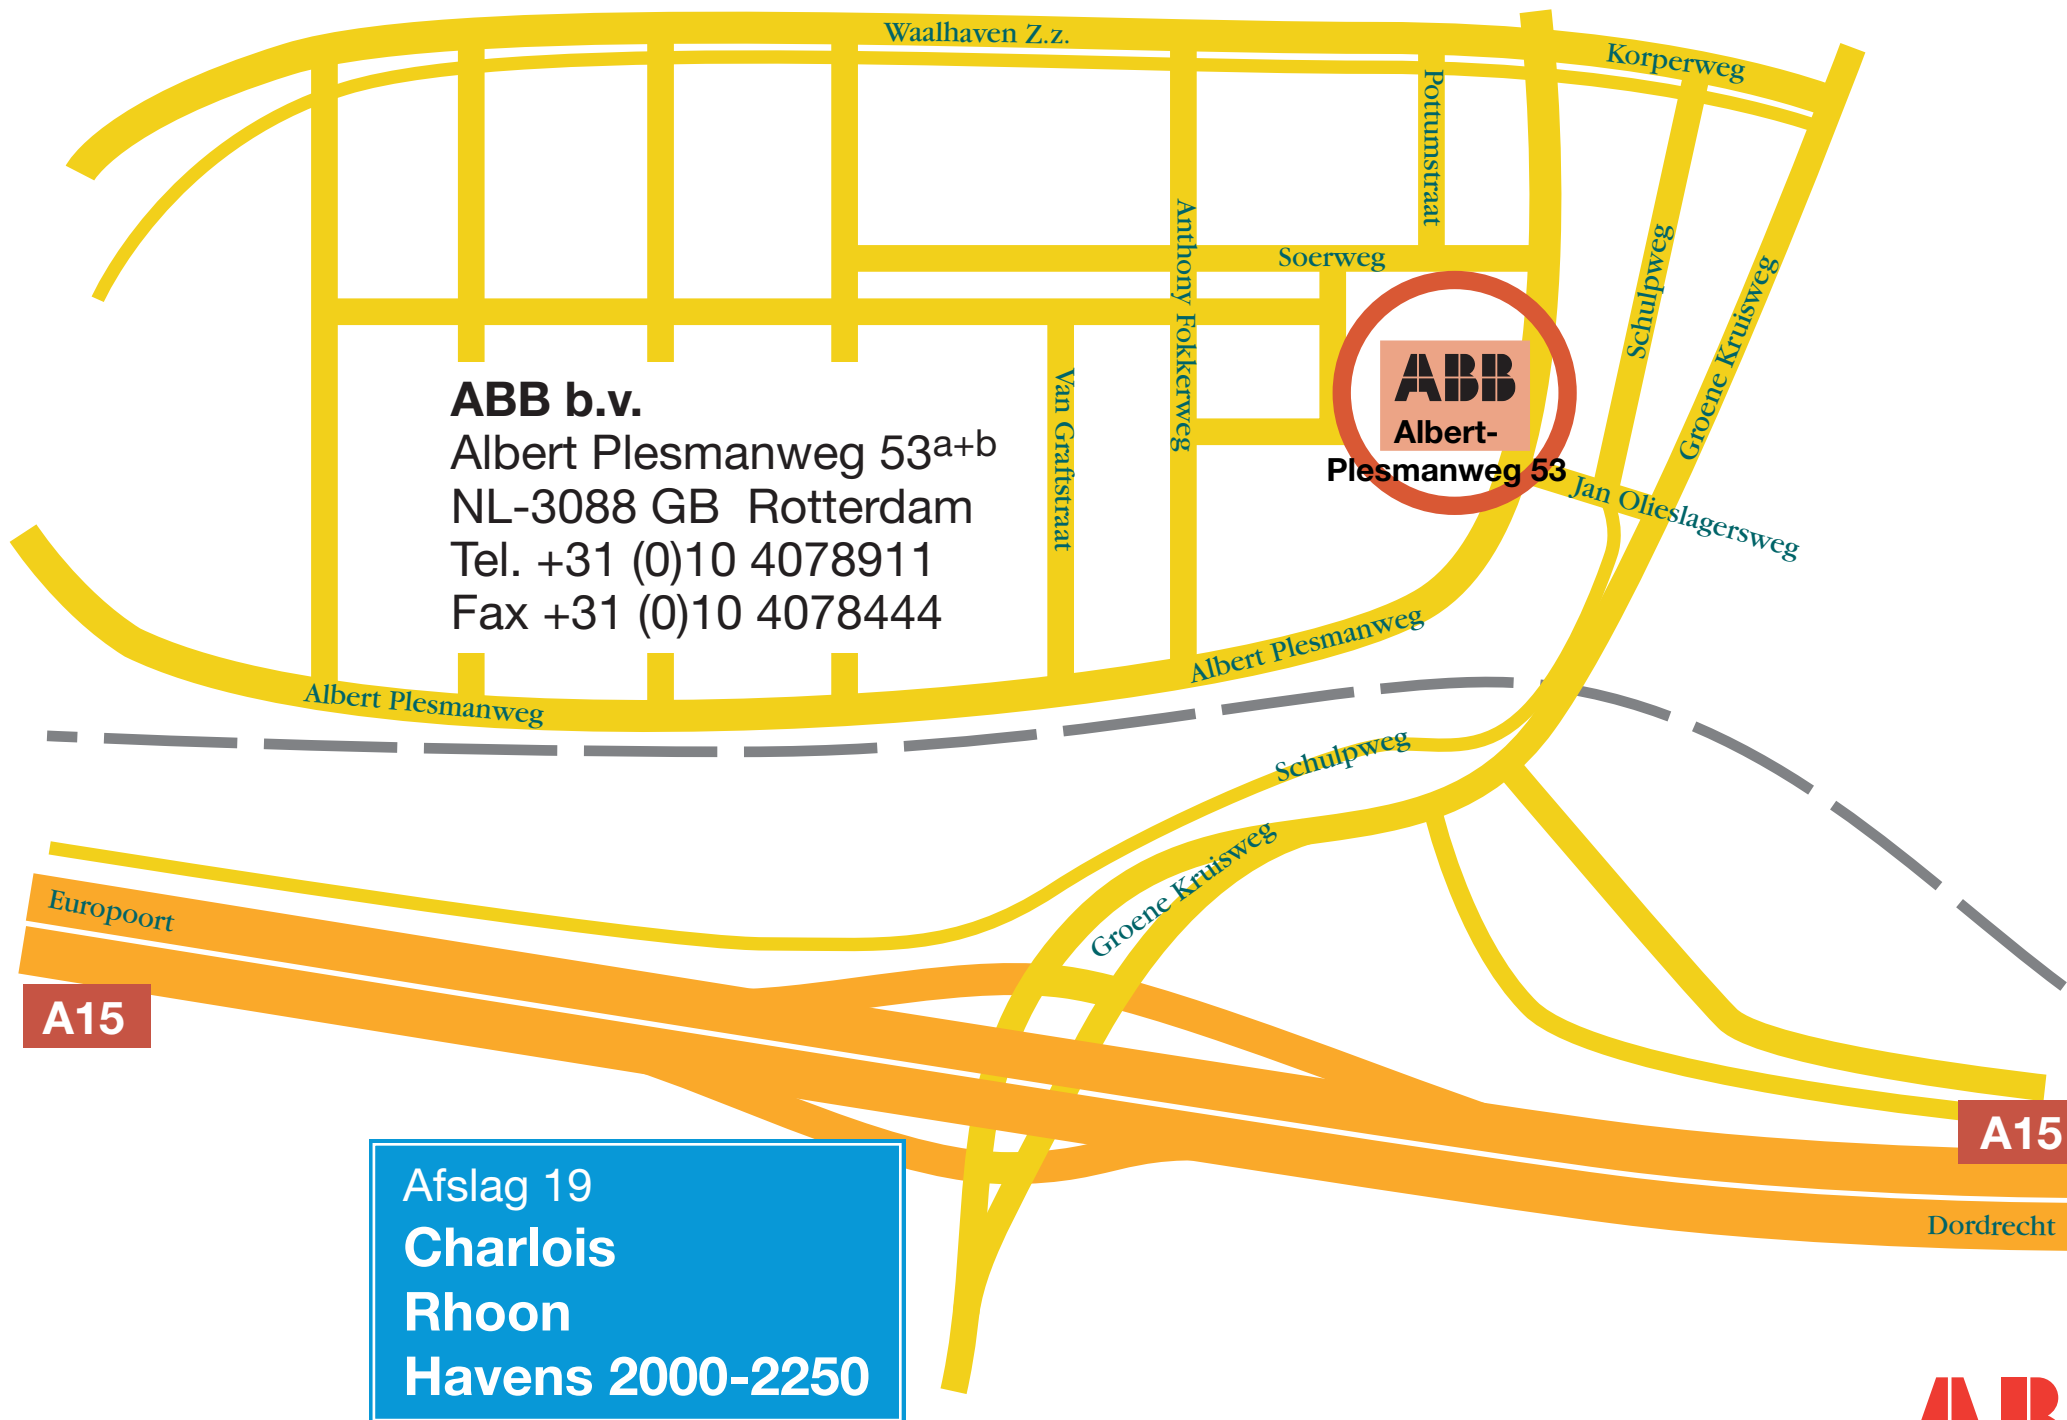 Waalhaven Z.z.
Korperweg
Pottumstraat
Anthony Fokkerweg
Soerweg
Schulpweg
Groene Kruisweg
ABB
Albert-
Plesmanweg 53
ABB b.v.
Albert Plesmanweg 53a+b
NL-3088 GB Rotterdam
Tel. +31 (0)10 4078911
Fax +31 (0)10 4078444
Van Graftstraat
Jan Olieslagersweg
Albert Plesmanweg
Albert Plesmanweg
Schulpweg
Groene Kruisweg
Europoort
A15
A15
Dordrecht
Afslag 19
Charlois
Rhoon
Havens 2000-2250